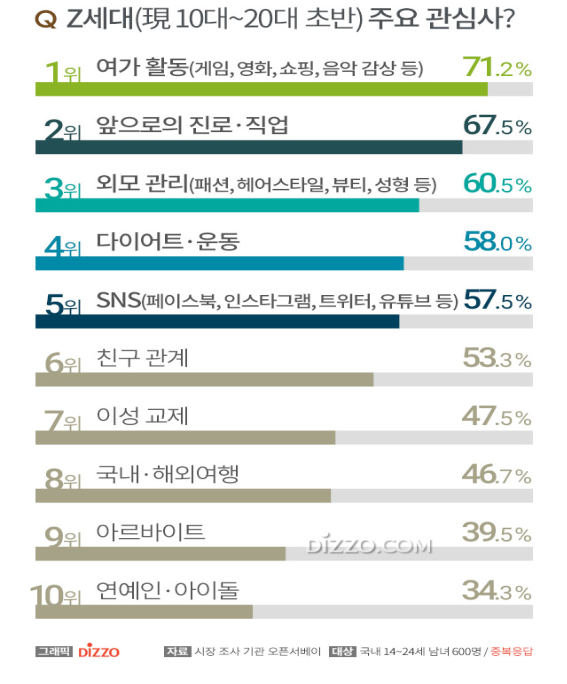 Q Z세대(現 10대~20대 초반) 주요 관심사?
1위 여가 활동(게임, 영화, 쇼핑, 음악 감상 등) 71.2%
2위 앞으로의 진로·직업 67.5%
3위 외모 관리(패션, 헤어스타일, 뷰티, 성형 등) 60.5%
4위 다이어트·운동 58.0%
5위 SNS(페이스북, 인스타그램, 트위터, 유튜브 등) 57.5%
6위 친구 관계 53.3%
7위 이성 교제 47.5%
8위 국내·해외여행 46.7%
9위 아르바이트 39.5%
DIZZO.COM
10위 연예인·아이돌 34.3%
그래픽 DIZZO 자료 시장 조사 기관 오픈서베이 대상 국내 14~24세 남녀 600명 / 중복응답